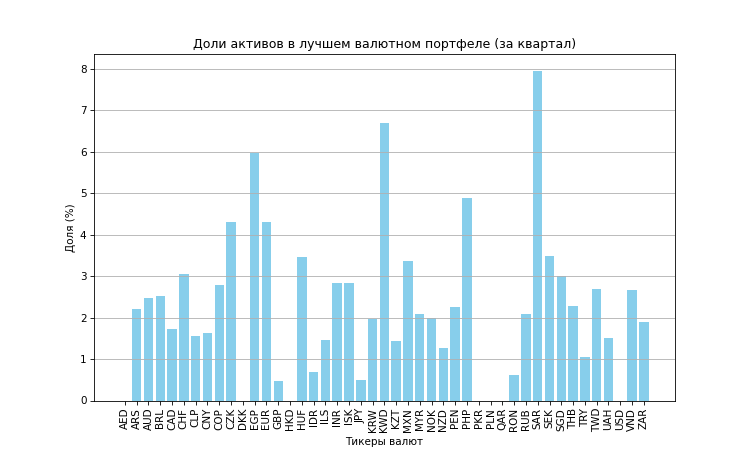 Доли активов в лучшем валютном портфеле (за квартал)
Доля (%)
8
7
6
5
4
3
2
1
0
AED
ARS
AUD
BRL
CAD
CHF
CLP
CNY
COP
CZK
DKK
EGP
EUR
GBP
HKD
HUF
IDR
ILS
INR
ISK
JPY
KRW
KWD
KZT
MXN
MYR
NOK
NZD
PEN
PHP
PKR
PLN
QAR
RON
RUB
SAR
SEK
SGD
THB
TRY
TWD
UAH
USD
VND
ZAR
Тикеры валют